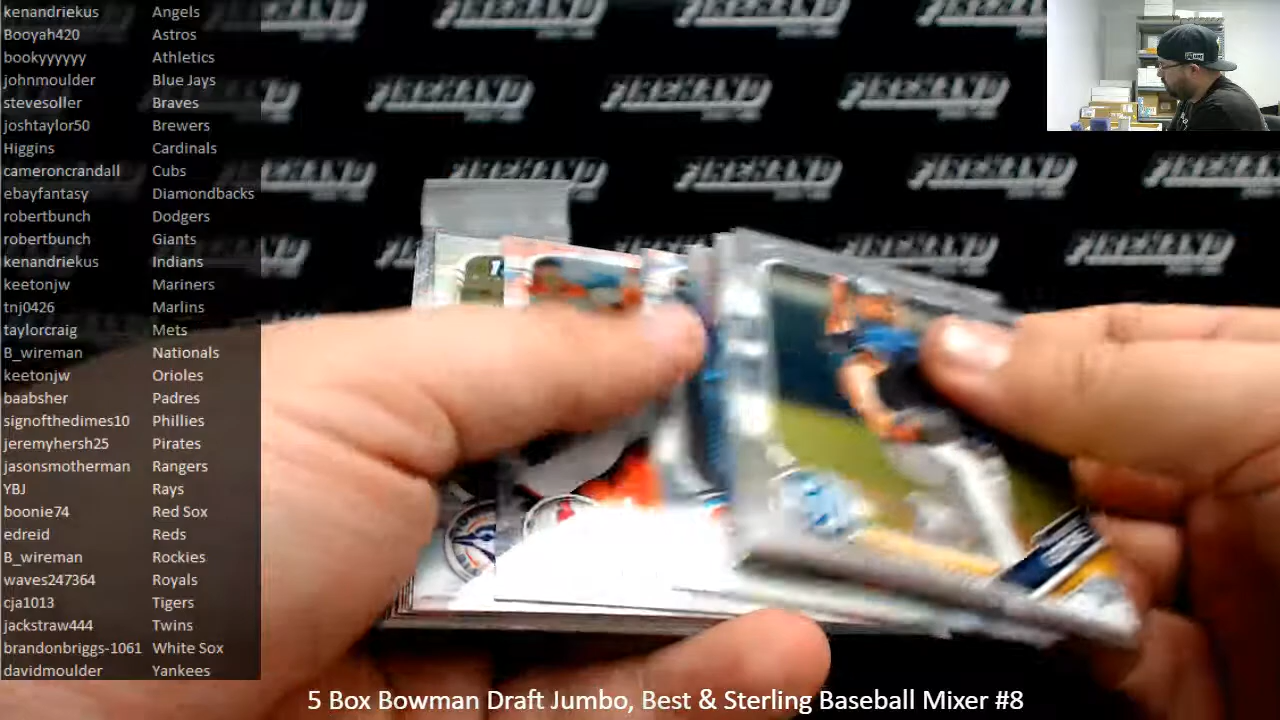 kenandriekus Angels
Booyah420 Astros
bookyyyyyy Athletics
johnmoulder Blue Jays
stevesoller Braves
joshtaylor50 Brewers
Higgins Cardinals
cameroncrandall Cubs
ebayfantasy Diamondbacks
robertbunch Dodgers
robertbunch Giants
kenandriekus Indians
keetonjw Mariners
tnj0426 Marlins
taylorcraig Mets
B_wireman Nationals
keetonjw Orioles
baabsher Padres
signofthedimes10 Phillies
jeremyhersh25 Pirates
jasonsmotherman Rangers
YBJ Rays
boonie74 Red Sox
edreid Reds
B_wireman Rockies
waves247364 Royals
cja1013 Tigers
jackstraw444 Twins
brandonbriggs-1061 White Sox
davidmoulder Yankees
5 Box Bowman Draft Jumbo, Best & Sterling Baseball Mixer #8